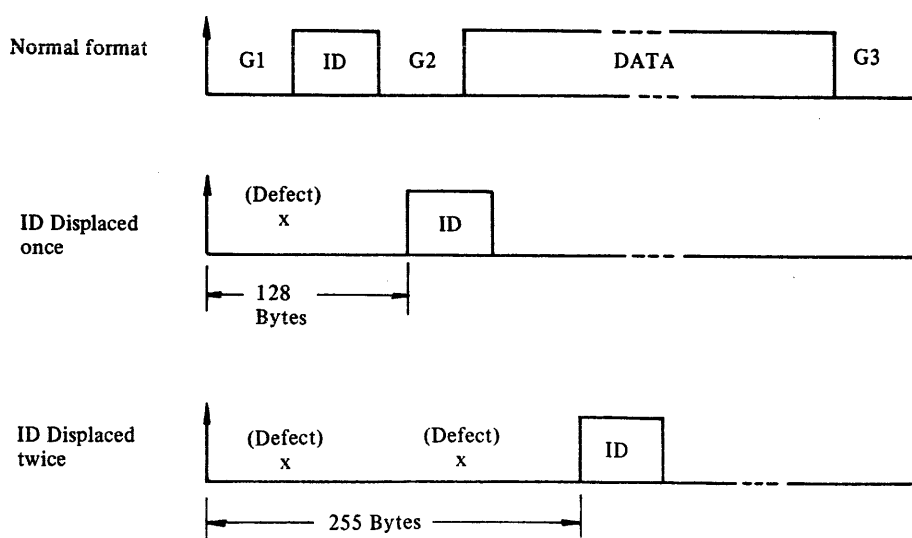 Normal format
G1
ID
G2
DATA
G3
ID Displaced
once
(Defect)
x
ID
128
Bytes
ID Displaced
twice
(Defect)
x
(Defect)
x
ID
255 Bytes